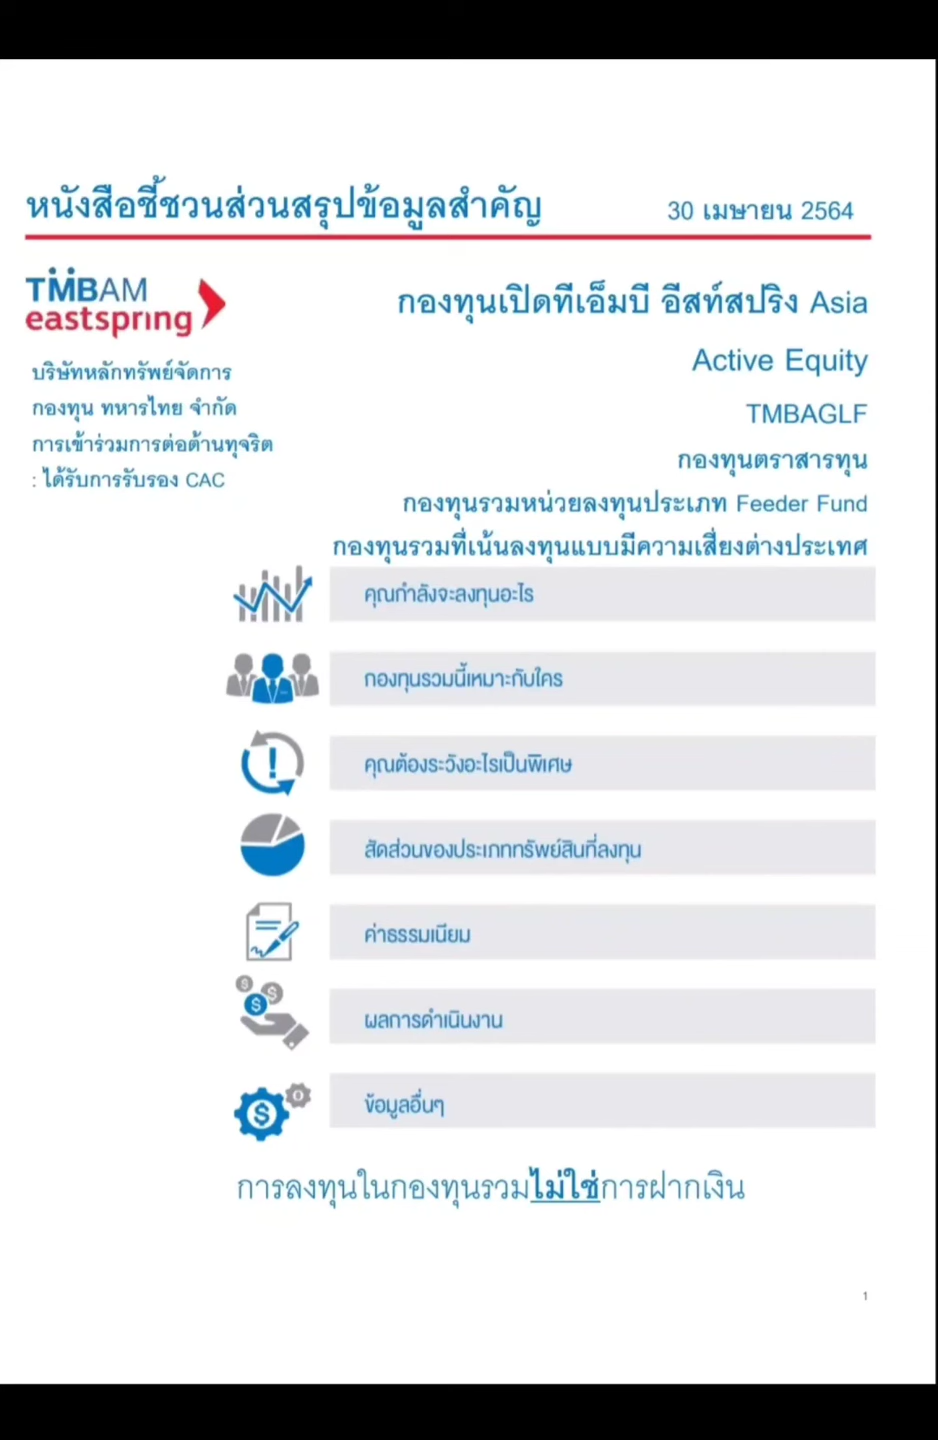 หนังสือชี้ชวนส่วนสรุปข้อมูลสำคัญ 30 เมษายน 2564
TMBAM
eastspring
บริษัทหลักทรัพย์จัดการ
กองทุน ทหารไทย จำกัด
การเข้าร่วมการต่อต้านทุจริต
: ได้รับการรับรอง CAC
กองทุนเปิดทีเอ็มบี อีสท์สปริง Asia
Active Equity
TMBAGLF
กองทุนตราสารทุน
กองทุนรวมหน่วยลงทุนประเภท Feeder Fund
กองทุนรวมที่เน้นลงทุนแบบมีความเสี่ยงต่างประเทศ
คุณกำลังจะลงทุนอะไร
กองทุนรวมนี้เหมาะกับใคร
คุณต้องระวังอะไรเป็นพิเศษ
สัดส่วนของประเภททรัพย์สินที่ลงทุน
ค่าธรรมเนียม
ผลการดำเนินงาน
ข้อมูลอื่นๆ
การลงทุนในกองทุนรวมไม่ใช่การฝากเงิน
1